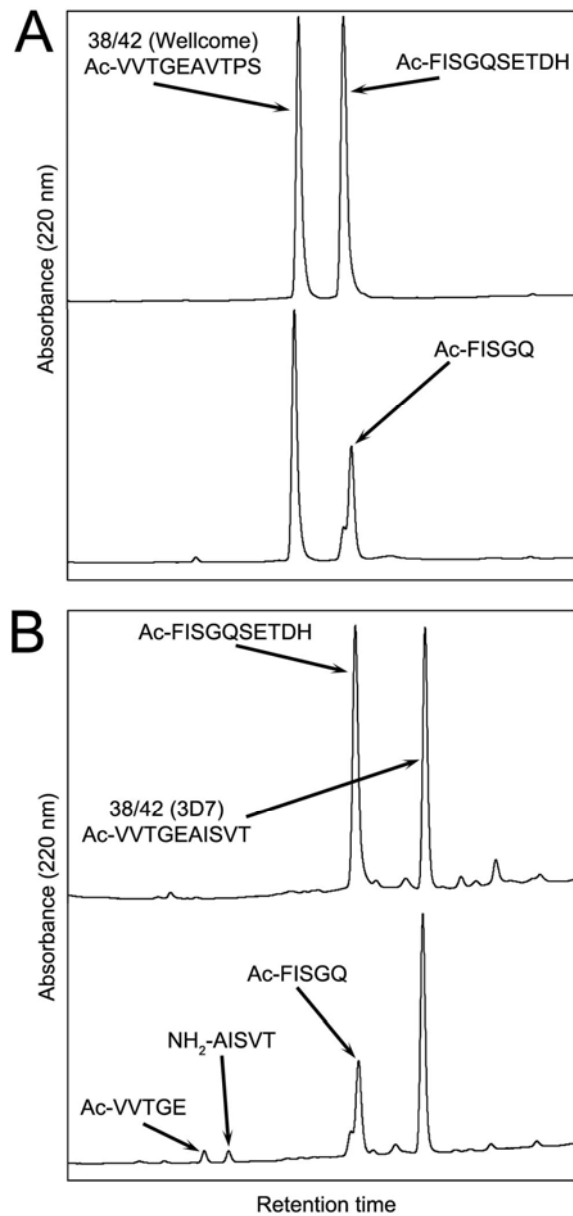 A
38/42 (Wellcome)
Ac-VVTGEAVTPS
Ac-FISGQSETDH
Ac-FISGQ
Absorbance (220 nm)
B
Ac-FISGQSETDH
38/42 (3D7)
Ac-VVTGEAISVT
Ac-FISGQ
NH2-AISVT
Ac-VVTGE
Absorbance (220 nm)
Retention time